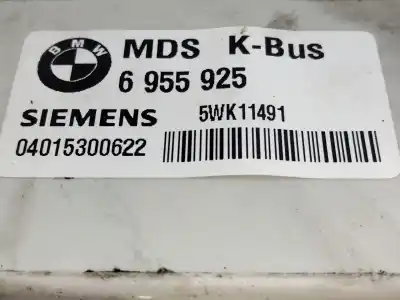 BMW
MDS K-Bus
6 955 925
SIEMENS 5WK11491
04015300622